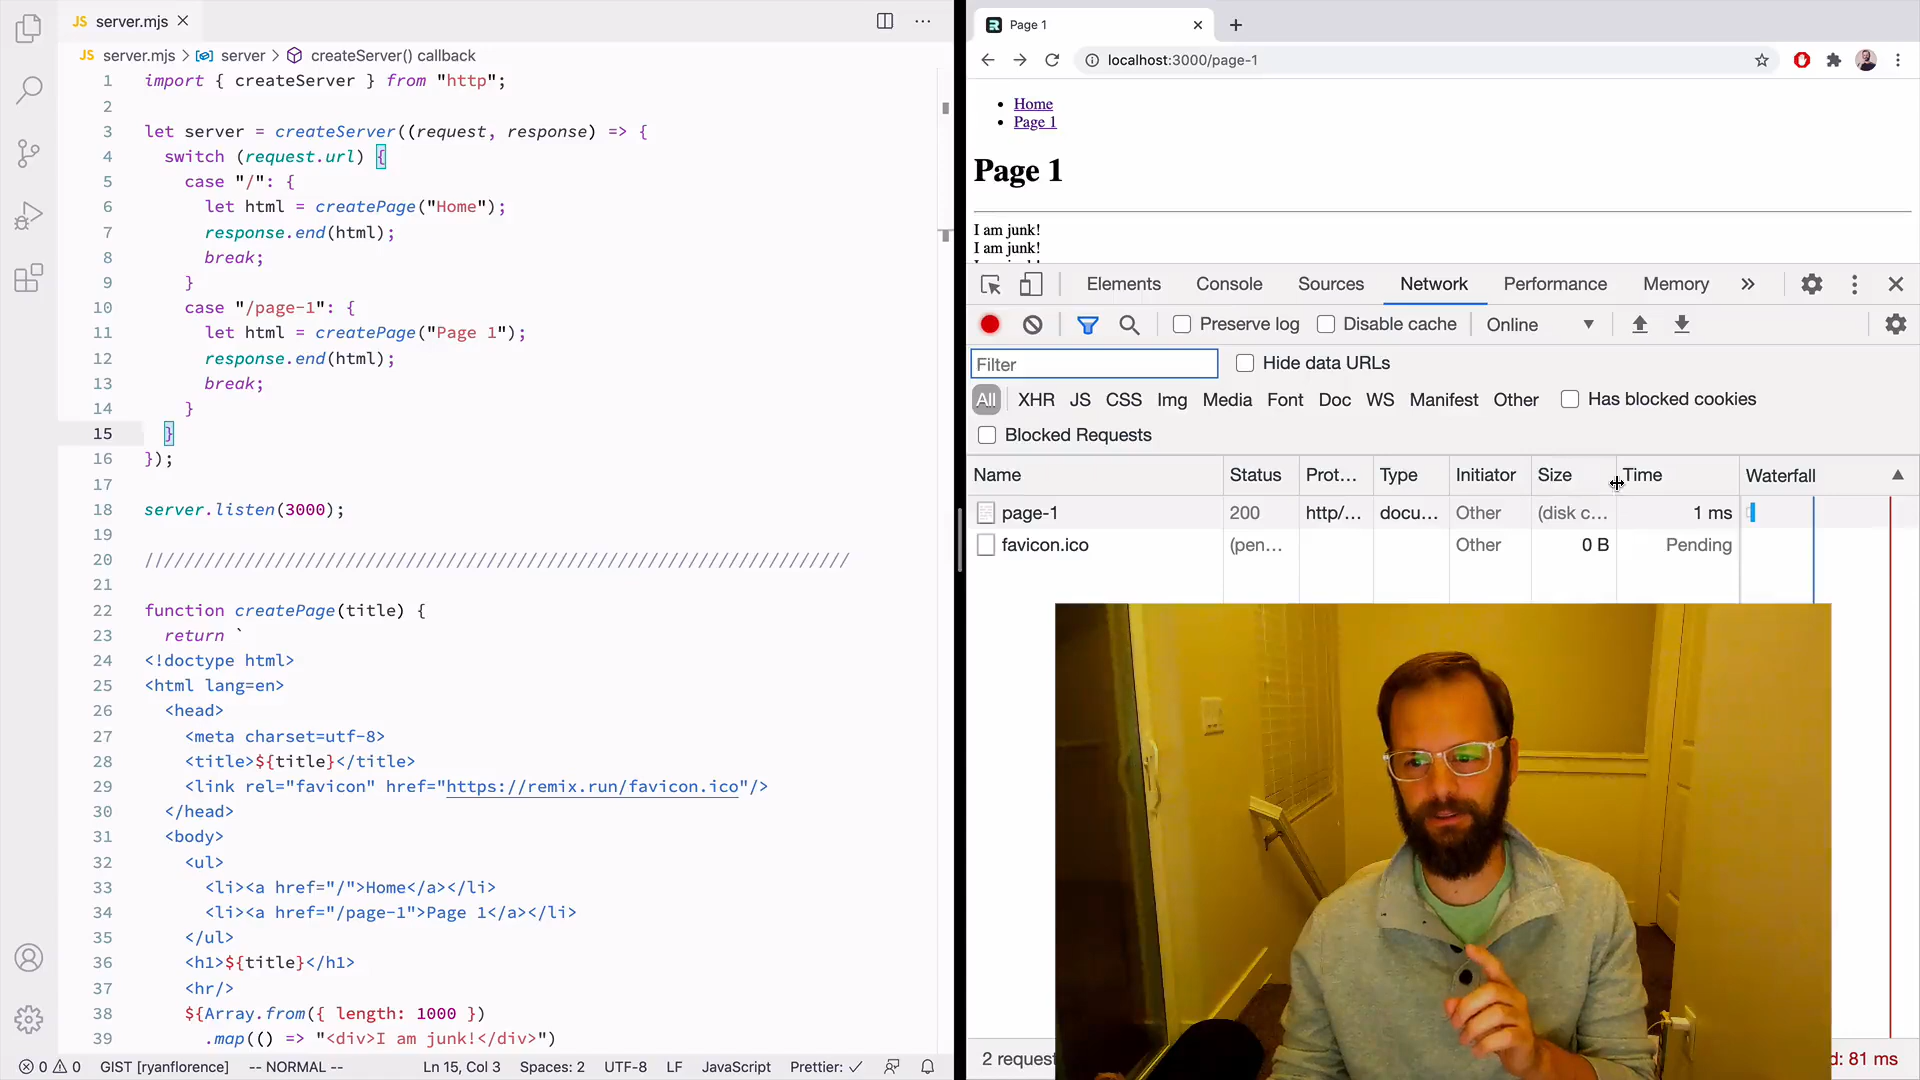 JS server.mjs
JS server.mjs > server > createServer() callback
1 import { createServer } from "http";
2
3 let server = createServer((request, response) => {
4 switch (request.url) {
5 case "/": {
6 let html = createPage("Home");
7 response.end(html);
8 break;
9 }
10 case "/page-1": {
11 let html = createPage("Page 1");
12 response.end(html);
13 break;
14 }
15 }
16 });
17
18 server.listen(3000);
19
20 //////////////////////////////////////////////////////////////////////
21
22 function createPage(title) {
23 return `
24 <!doctype html>
25 <html lang=en>
26 <head>
27 <meta charset=utf-8>
28 <title>${title}</title>
29 <link rel="favicon" href="https://remix.run/favicon.ico"/>
30 </head>
31 <body>
32 <ul>
33 <li><a href="/">Home</a></li>
34 <li><a href="/page-1">Page 1</a></li>
35 </ul>
36 <h1>${title}</h1>
37 <hr/>
38 ${Array.from({ length: 1000 })
39 .map(() => "<div>I am junk!</div>")
0 0 GIST [ryanflorence] -- NORMAL -- Ln 15, Col 3 Spaces: 2 UTF-8 LF JavaScript Prettier: ✓
Page 1
localhost:3000/page-1
Home
Page 1
Page 1
I am junk!
I am junk!
Elements Console Sources Network Performance Memory
Preserve log Disable cache Online
Filter Hide data URLs
All XHR JS CSS Img Media Font Doc WS Manifest Other Has blocked cookies
Blocked Requests
Name Status Prot... Type Initiator Size Time Waterfall
page-1 200 http/... docu... Other (disk c... 1 ms
favicon.ico (pen... Other 0 B Pending
2 reque
d: 81 ms